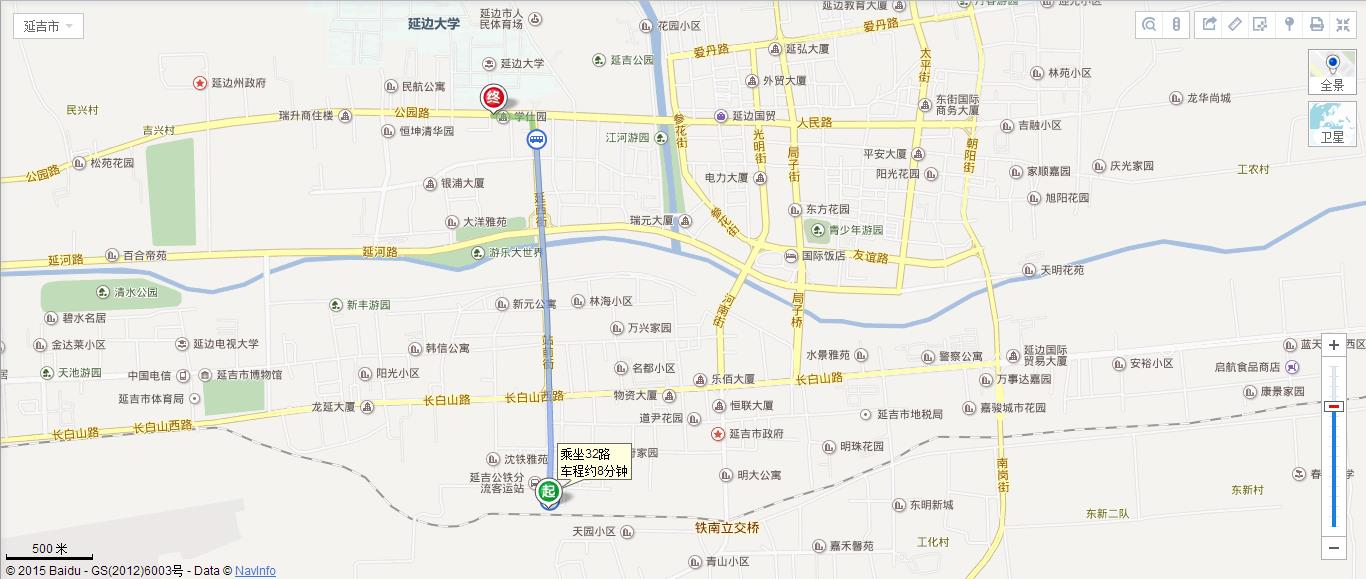 延吉市
延边大学
延边市人
民体育场
花园小区
延边教育大厦
爱丹路
延弘大厦
爱丹路
太平街
全景
卫星
延边州政府
延边大学
延吉公园
外贸大厦
林苑小区
民航公寓
终
民兴村
吉兴村
瑞升商住楼
公园路
学仕园
恒坤清华园
江河游园
参花街
延边国贸
光明街
人民路
局子街
东街国际
商务大厦
吉融小区
龙华尚城
朝阳街
公园路
松苑花园
银浦大厦
延西街
电力大厦
平安大厦
阳光花园
家顺嘉园
庆光家园
工农村
旭阳花园
大洋雅苑
瑞元大厦
参花街
东方花园
青少年游园
延河路
百合帝苑
延河路
游乐大世界
国际饭店
友谊路
天明花苑
清水公园
碧水名居
新丰游园
新元公寓
林海小区
万兴家园
河南街
局子桥
金达莱小区
延边电视大学
韩信公寓
站前街
水景雅苑
警察公寓
延边国际
贸易大厦
安裕小区
天池游园
中国电信
延吉市博物馆
阳光小区
名都小区
乐佰大厦
长白山路
万事达嘉园
启航食品商店
康景家园
延吉市体育局
龙延大厦
长白山路
长白山西路
物资大厦
恒联大厦
道尹花园
延吉市地税局
嘉骏城市花园
长白山路
长白山西路
延吉市政府
明珠花园
沈铁雅苑
乘坐32路
车程约8分钟
府家园
延吉公铁分
流客运站
起
明大公寓
南岗街
东新村
东明新城
东新二队
天园小区
铁南立交桥
嘉禾馨苑
工化村
青山小区
500 米
© 2015 Baidu - GS(2012)6003号 - Data © NavInfo